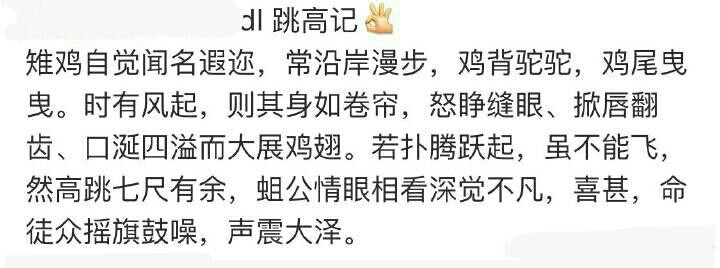 dl 跳高记👌
雉鸡自觉闻名遐迩，常沿岸漫步，鸡背驼驼，鸡尾曳
曳。时有风起，则其身如卷帘，怒睁缝眼、掀唇翻
齿、口涎四溢而大展鸡翅。若扑腾跃起，虽不能飞，
然高跳七尺有余，蛆公情眼相看深觉不凡，喜甚，命
徒众摇旗鼓噪，声震大泽。